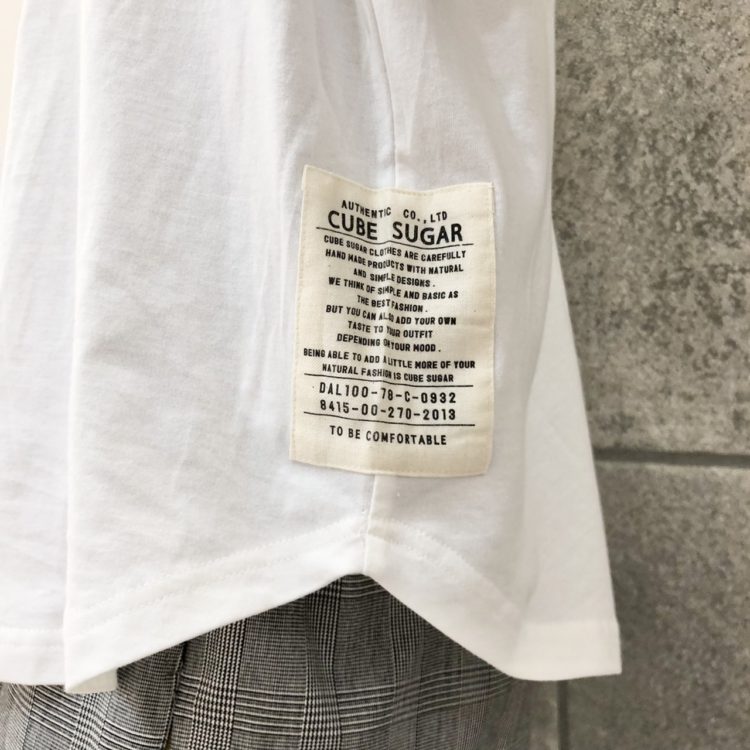 AUTHENTIC CO.,LTD
CUBE SUGAR
CUBE SUGAR CLOTHES ARE CAREFULLY
HAND MADE PRODUCTS WITH NATURAL
AND SIMPLE DESIGNS.
WE THINK OF SIMPLE AND BASIC AS
THE BEST FASHION.
BUT YOU CAN ALSO ADD YOUR OWN
TASTE TO YOUR OUTFIT
DEPENDING ON YOUR MOOD.
BEING ABLE TO ADD A LITTLE MORE OF YOUR
NATURAL FASHION IS CUBE SUGAR
DAL100-78-C-0932
8415-00-270-2013
TO BE COMFORTABLE